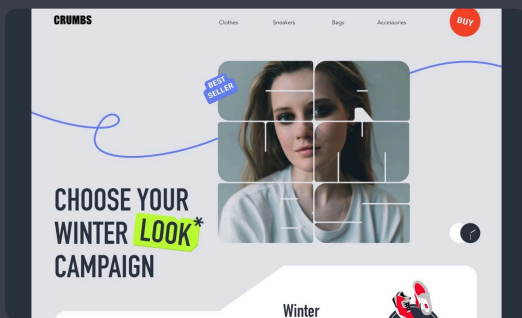 CRUMBS
Clothes Sneakers Bags Accessories
BUY
BEST
SELLER
CHOOSE YOUR
WINTER LOOK*
CAMPAIGN
Winter